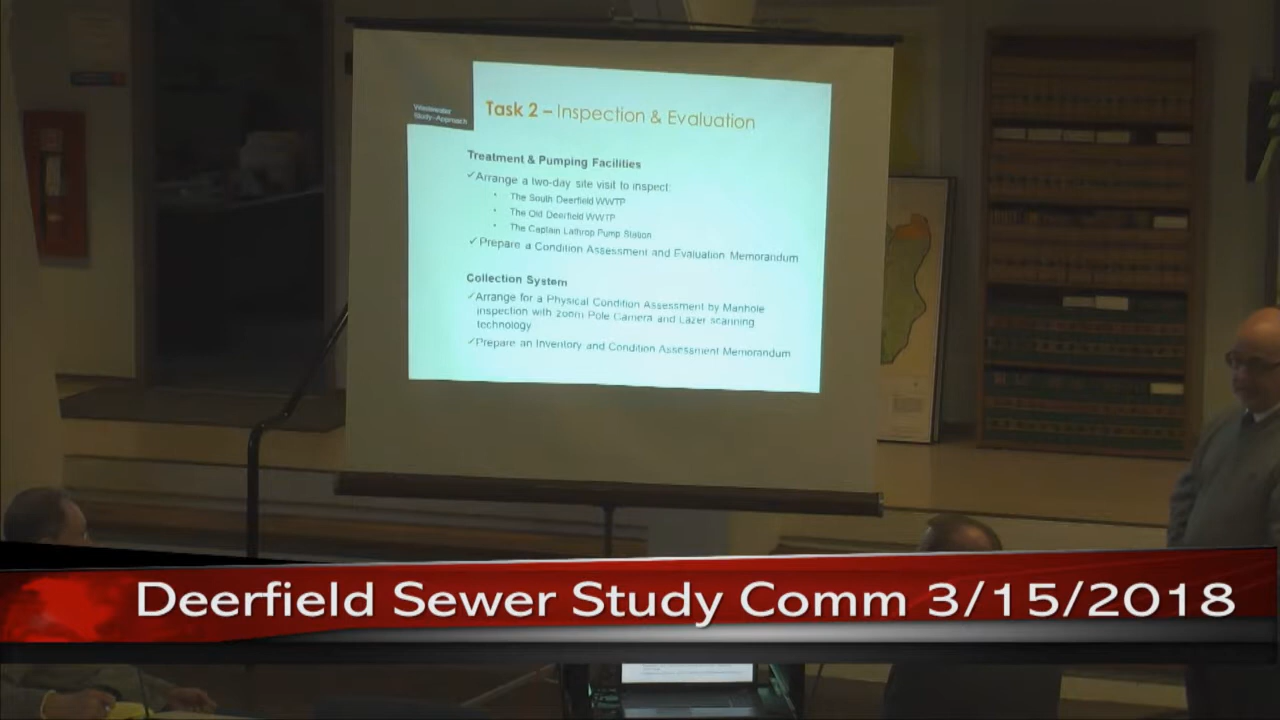 Wastewater
Study-Approach
Task 2 – Inspection & Evaluation
Treatment & Pumping Facilities
✓Arrange a two-day site visit to inspect:
• The South Deerfield WWTP
• The Old Deerfield WWTP
• The Captain Lathrop Pump Station
✓Prepare a Condition Assessment and Evaluation Memorandum
Collection System
✓Arrange for a Physical Condition Assessment by Manhole
inspection with zoom Pole Camera and Lazer scanning
technology
✓Prepare an Inventory and Condition Assessment Memorandum
Deerfield Sewer Study Comm 3/15/2018